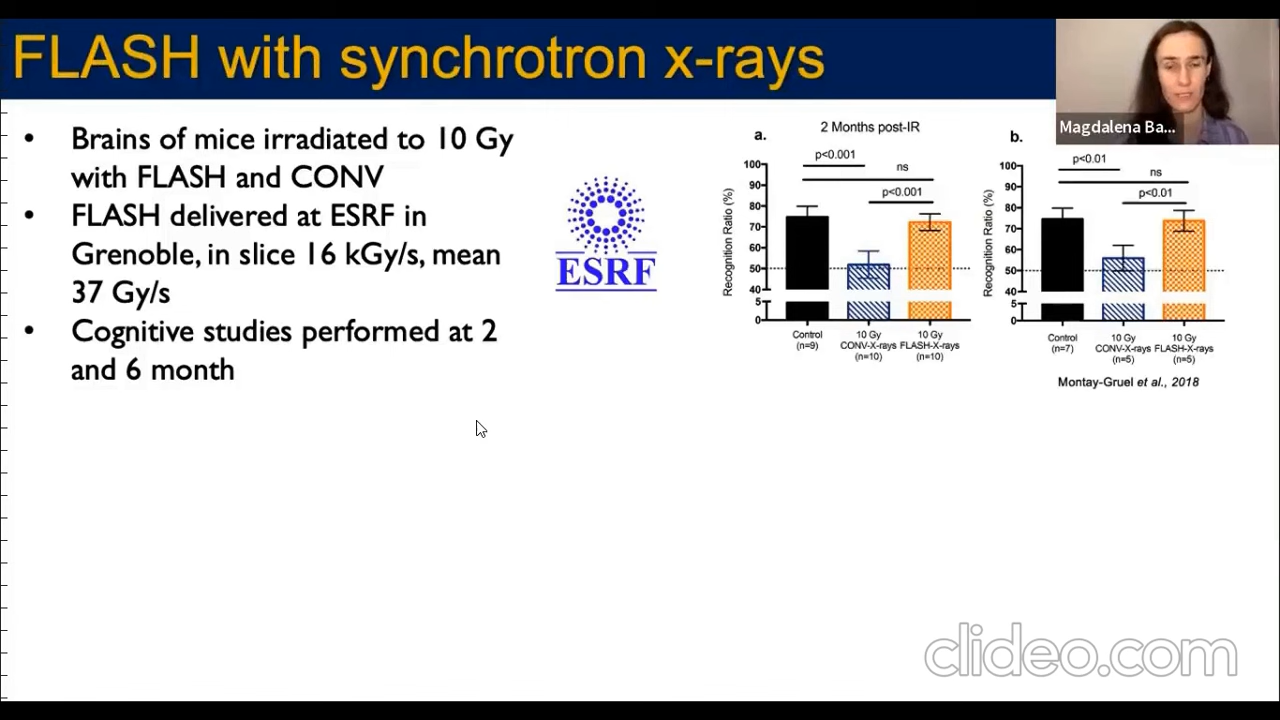 FLASH with synchrotron x-rays
Magdalena Ba...
• Brains of mice irradiated to 10 Gy
with FLASH and CONV
• FLASH delivered at ESRF in
Grenoble, in slice 16 kGy/s, mean
37 Gy/s
• Cognitive studies performed at 2
and 6 month
ESRF
a.
2 Months post-IR
p<0.001
ns
p<0.001
Recognition Ratio (%)
100
90
80
70
60
50
40
5
0
Control
(n=9)
10 Gy
CONV-X-rays
(n=10)
10 Gy
FLASH-X-rays
(n=10)
b.
p<0.01
ns
p<0.01
Recognition Ratio (%)
100
90
80
70
60
50
40
5
0
Control
(n=7)
10 Gy
CONV-X-rays
(n=5)
10 Gy
FLASH-X-rays
(n=5)
Montay-Gruel et al., 2018
clideo.com